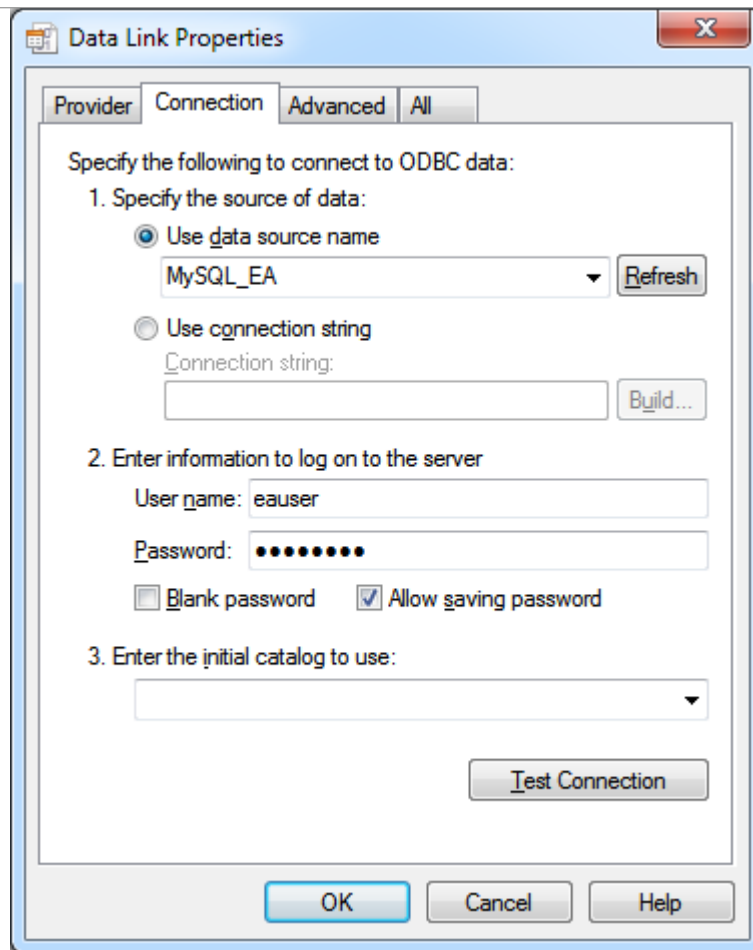 Data Link Properties
Provider Connection Advanced All
Specify the following to connect to ODBC data:
1. Specify the source of data:
Use data source name
MySQL_EA Refresh
Use connection string
Connection string:
Build...
2. Enter information to log on to the server
User name: eauser
Password: ●●●●●●●●
Blank password Allow saving password
3. Enter the initial catalog to use:
Test Connection
OK Cancel Help